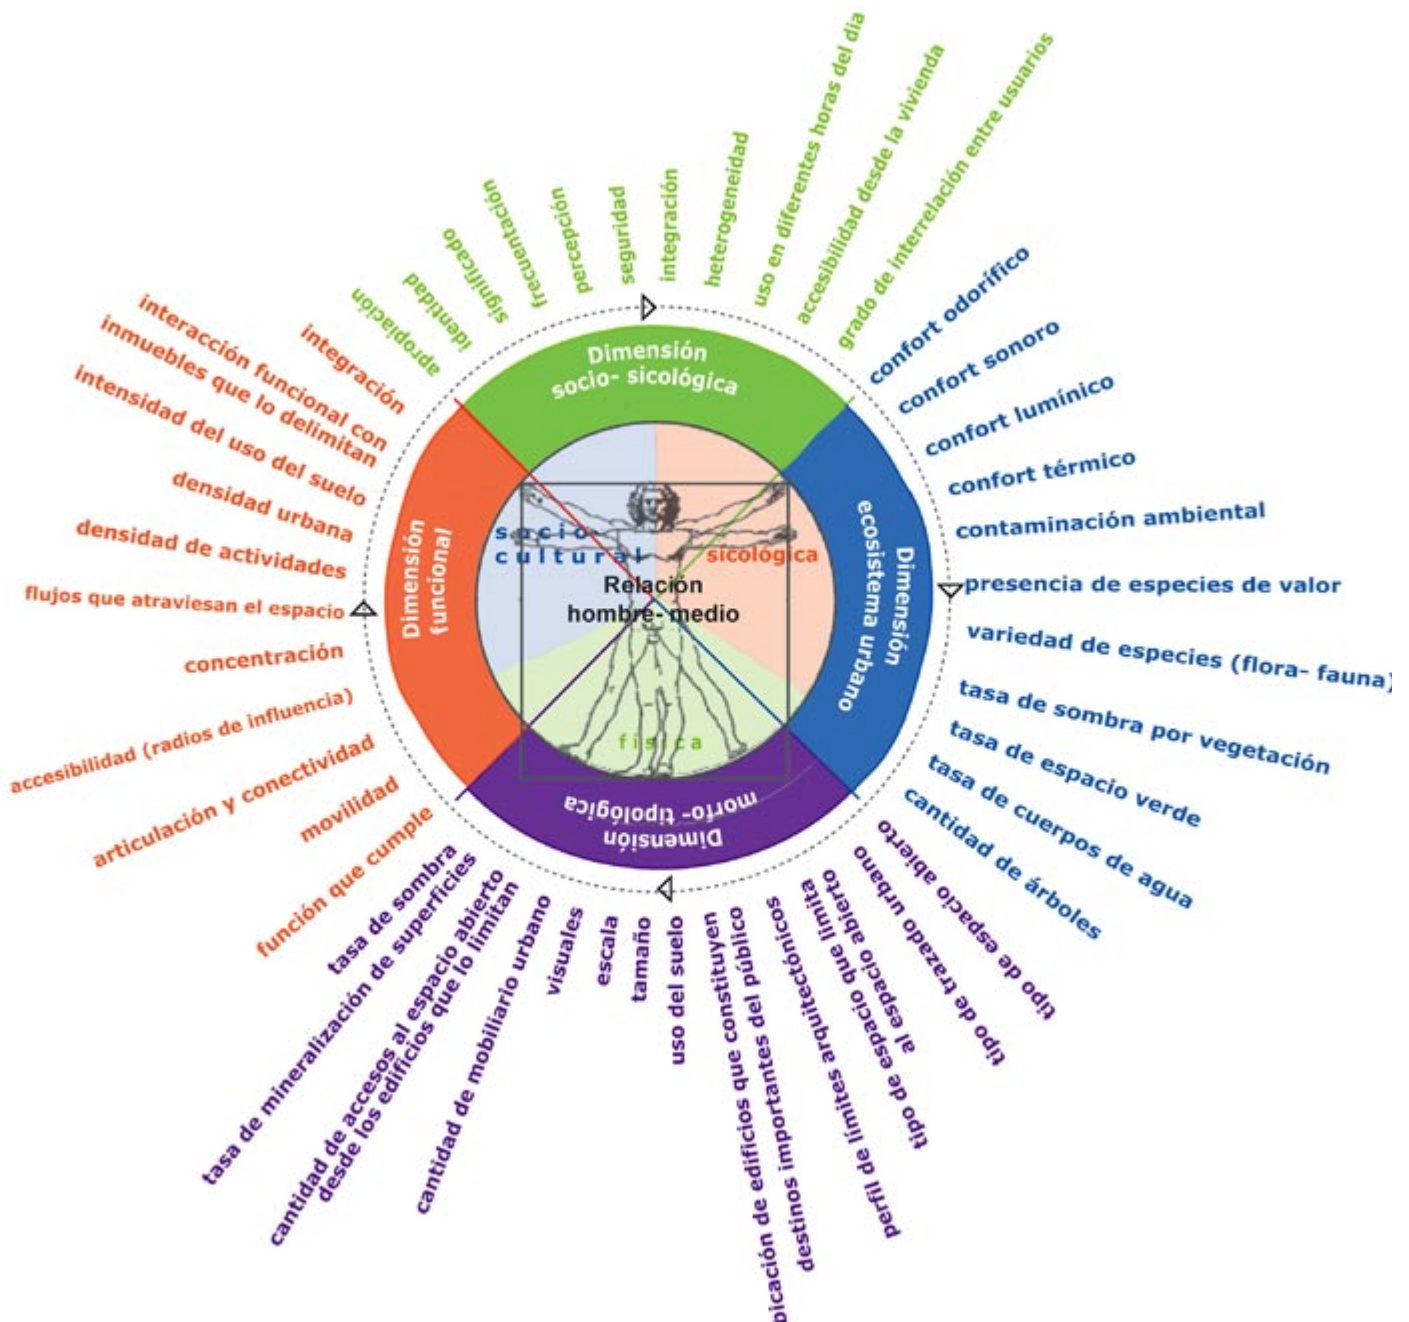 apropiación
identidad
significado
frecuentación
percepción
seguridad
integración
heterogeneidad
uso en diferentes horas del dia
accesibilidad desde la vivienda
grado de interrelación entre usuarios
confort odorífico
confort sonoro
confort lumínico
confort térmico
contaminación ambiental
presencia de especies de valor
variedad de especies (flora- fauna)
tasa de sombra por vegetación
tasa de espacio verde
tasa de cuerpos de agua
cantidad de árboles
tipo de espacio abierto
tipo de trazado urbano
tipo de espacio que limita
al espacio abierto
perfil de límites arquitectónicos
bicación de edificios que constituyen
destinos importantes del público
uso del suelo
tamaño
escala
visuales
cantidad de mobiliario urbano
cantidad de accesos al espacio abierto
desde los edificios que lo limitan
tasa de mineralización de superficies
tasa de sombra
función que cumple
movilidad
articulación y conectividad
accesibilidad (radios de influencia)
concentración
flujos que atraviesan el espacio
densidad de actividades
densidad urbana
intensidad del uso del suelo
interacción funcional con
inmuebles que lo delimitan
integración
Dimensión
socio- sicológica
Dimensión
ecosistema urbano
Dimensión
morfo- tipológica
Dimensión
funcional
socio
cultural
sicológica
Relación
hombre- medio
física